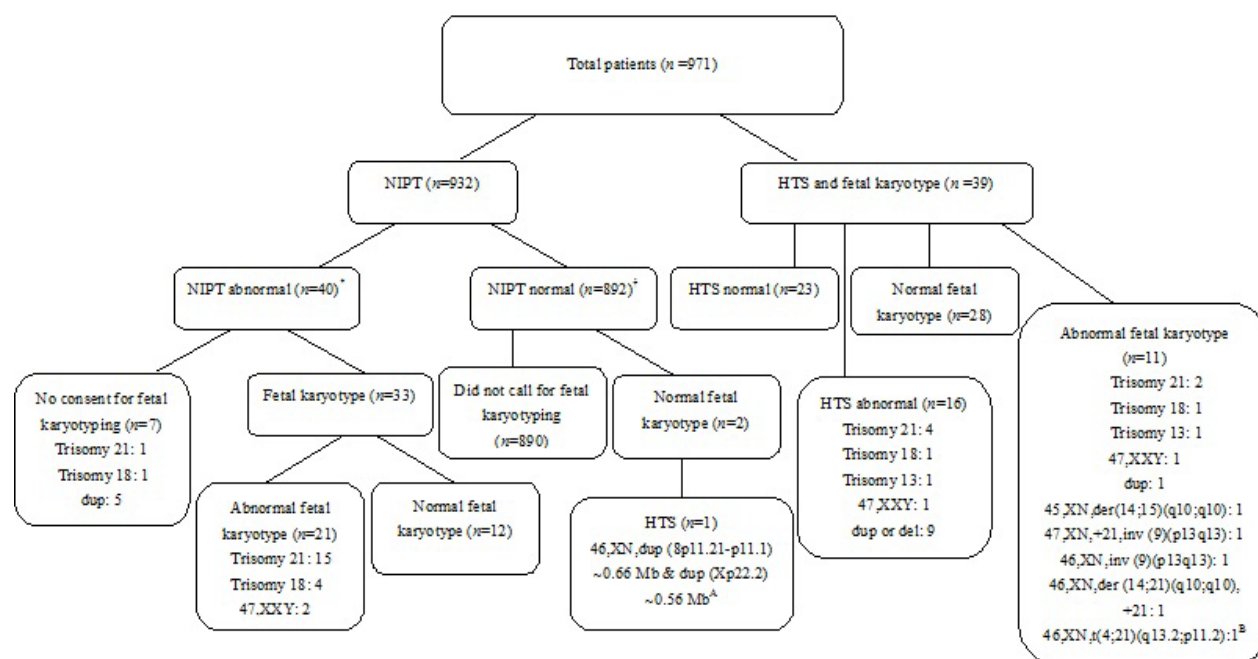 Total patients (n =971)
NIPT (n=932)
HTS and fetal karyotype (n =39)
NIPT abnormal (n=40)*
NIPT normal (n=892)†
HTS normal (n=23)
Normal fetal
karyotype (n=28)
Abnormal fetal karyotype
(n=11)
Trisomy 21: 2
Trisomy 18: 1
Trisomy 13: 1
47,XXY: 1
dup: 1
45,XN,der(14;15)(q10;q10): 1
47,XN,+21,inv (9)(p13q13): 1
46,XN,inv (9)(p13q13): 1
46,XN,der (14;21)(q10;q10),
+21: 1
46,XN,t(4;21)(q13.2;p11.2):1B
No consent for fetal
karyotyping (n=7)
Trisomy 21: 1
Trisomy 18: 1
dup: 5
Fetal karyotype (n=33)
Did not call for fetal
karyotyping
(n=890)
Normal fetal
karyotype (n=2)
HTS abnormal (n=16)
Trisomy 21: 4
Trisomy 18: 1
Trisomy 13: 1
47,XXY: 1
dup or del: 9
Abnormal fetal
karyotype (n=21)
Trisomy 21: 15
Trisomy 18: 4
47,XXY: 2
Normal fetal
karyotype (n=12)
HTS (n=1)
46,XN,dup (8p11.21-p11.1)
~0.66 Mb & dup (Xp22.2)
~0.56 MbA